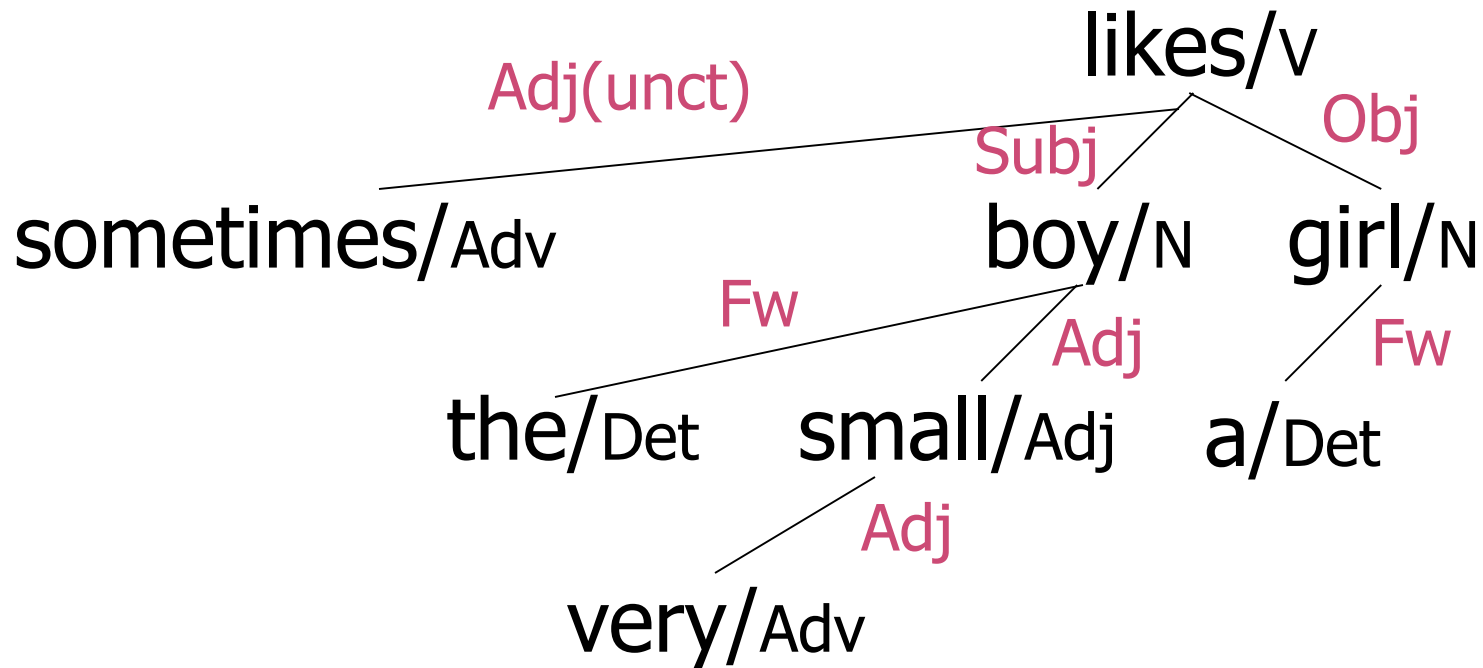 likes/V
Adj(unct)
Subj
Obj
sometimes/Adv
boy/N
girl/N
Fw
Adj
Fw
the/Det
small/Adj
a/Det
Adj
very/Adv